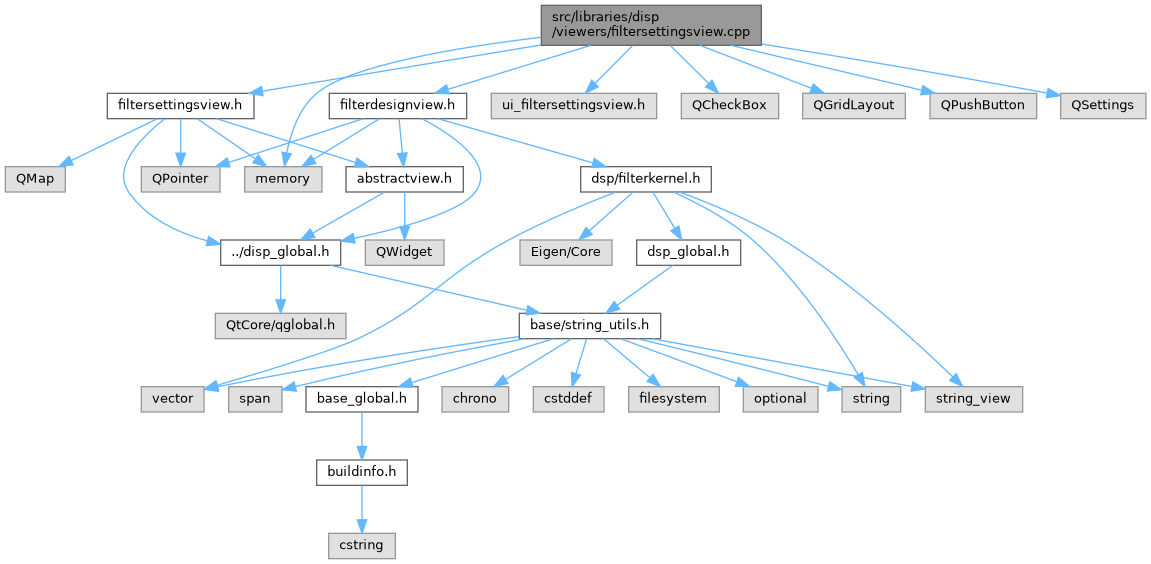 src/libraries/disp
/viewers/filtersettingsview.cpp
filtersettingsview.h
filterdesignview.h
ui_filtersettingsview.h
QCheckBox
QGridLayout
QPushButton
QSettings
QMap
QPointer
memory
abstractview.h
dsp/filterkernel.h
../disp_global.h
QWidget
Eigen/Core
dsp_global.h
QtCore/qglobal.h
base/string_utils.h
vector
span
base_global.h
chrono
cstddef
filesystem
optional
string
string_view
buildinfo.h
cstring